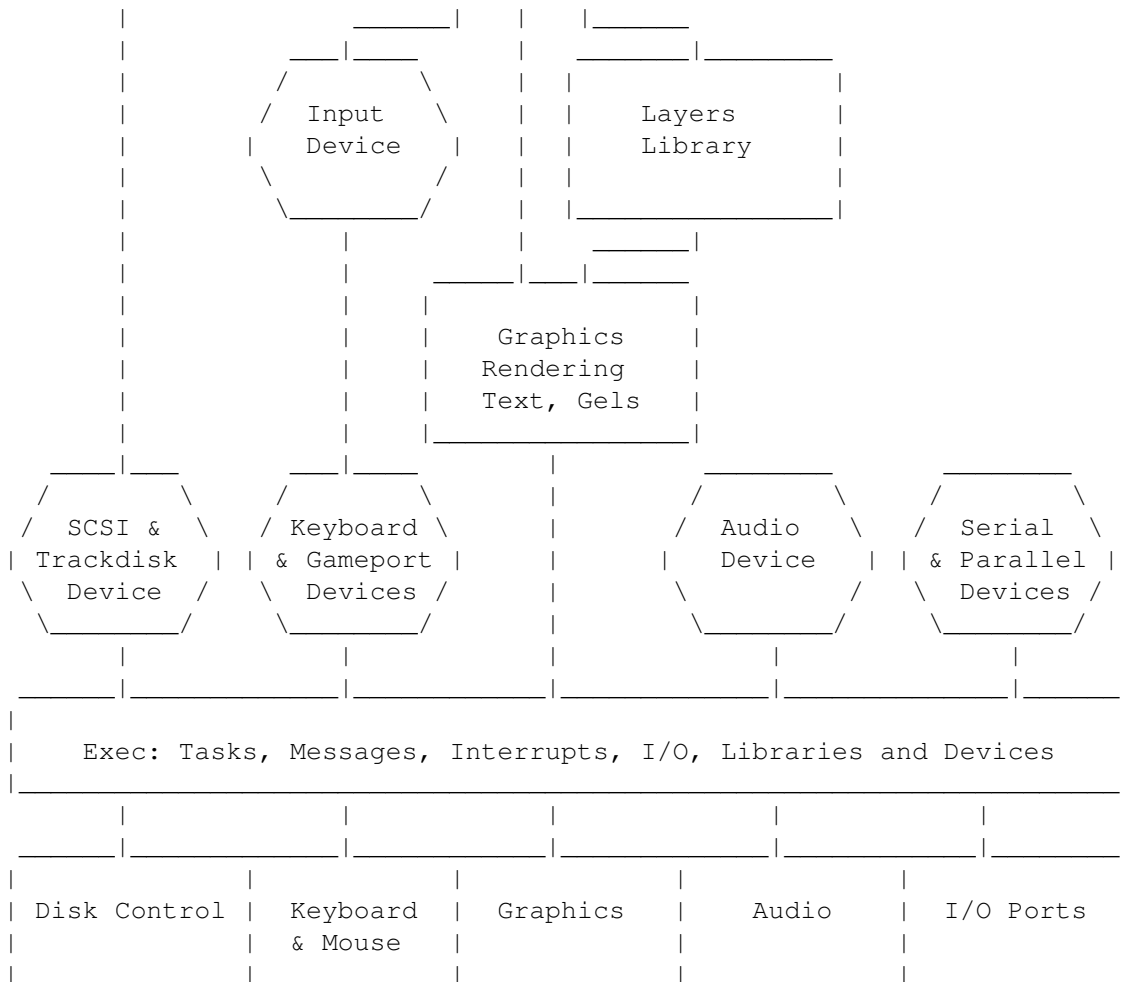 Input Layers
Device Library
Graphics
Rendering
Text, Gels
SCSI & Keyboard Audio Serial
Trackdisk & Gameport Device & Parallel
Device Devices Devices
Exec: Tasks, Messages, Interrupts, I/O, Libraries and Devices
Disk Control Keyboard Graphics Audio I/O Ports
& Mouse